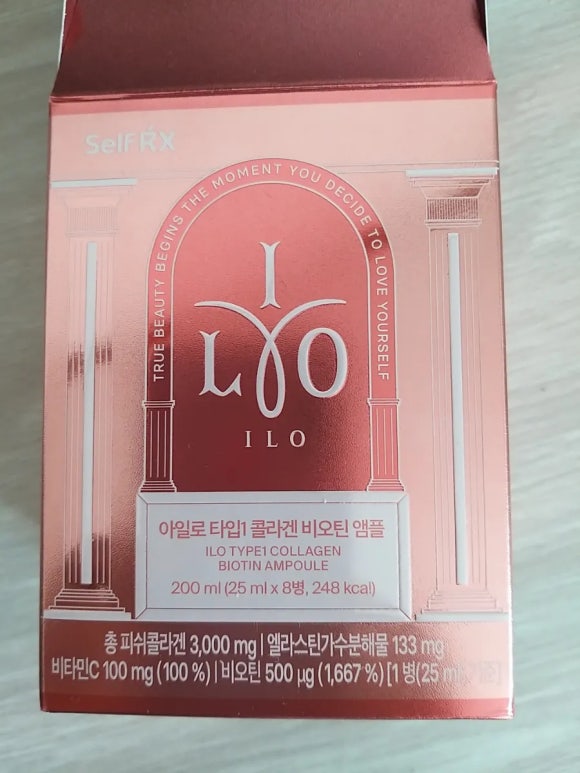 SelfRX
TRUE BEAUTY BEGINS THE MOMENT YOU DECIDE TO LOVE YOURSELF
I
L O
ILO
아일로 타입1 콜라겐 비오틴 앰플
ILO TYPE1 COLLAGEN
BIOTIN AMPOULE
200 ml (25 ml x 8병, 248 kcal)
총 피쉬콜라겐 3,000 mg | 엘라스틴가수분해물 133 mg
비타민C 100 mg (100 %) | 비오틴 500 µg (1,667 %) [1 병(25 ml) 기준]